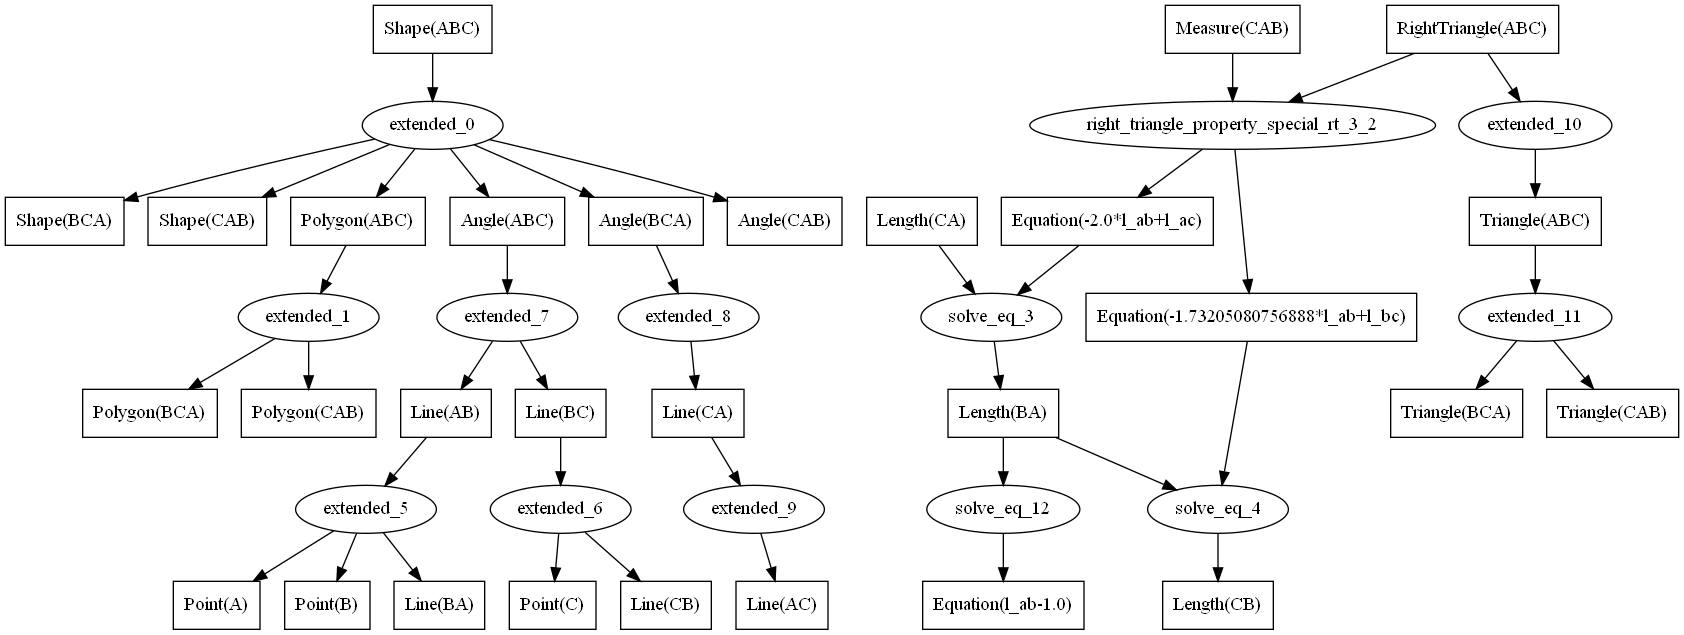 Shape(ABC)
Measure(CAB)
RightTriangle(ABC)
extended_0
right_triangle_property_special_rt_3_2
extended_10
Shape(BCA)
Shape(CAB)
Polygon(ABC)
Angle(ABC)
Angle(BCA)
Angle(CAB)
Length(CA)
Equation(-2.0*l_ab+l_ac)
Triangle(ABC)
extended_1
extended_7
extended_8
solve_eq_3
Equation(-1.73205080756888*l_ab+l_bc)
extended_11
Polygon(BCA)
Polygon(CAB)
Line(AB)
Line(BC)
Line(CA)
Length(BA)
Triangle(BCA)
Triangle(CAB)
extended_5
extended_6
extended_9
solve_eq_12
solve_eq_4
Point(A)
Point(B)
Line(BA)
Point(C)
Line(CB)
Line(AC)
Equation(l_ab-1.0)
Length(CB)